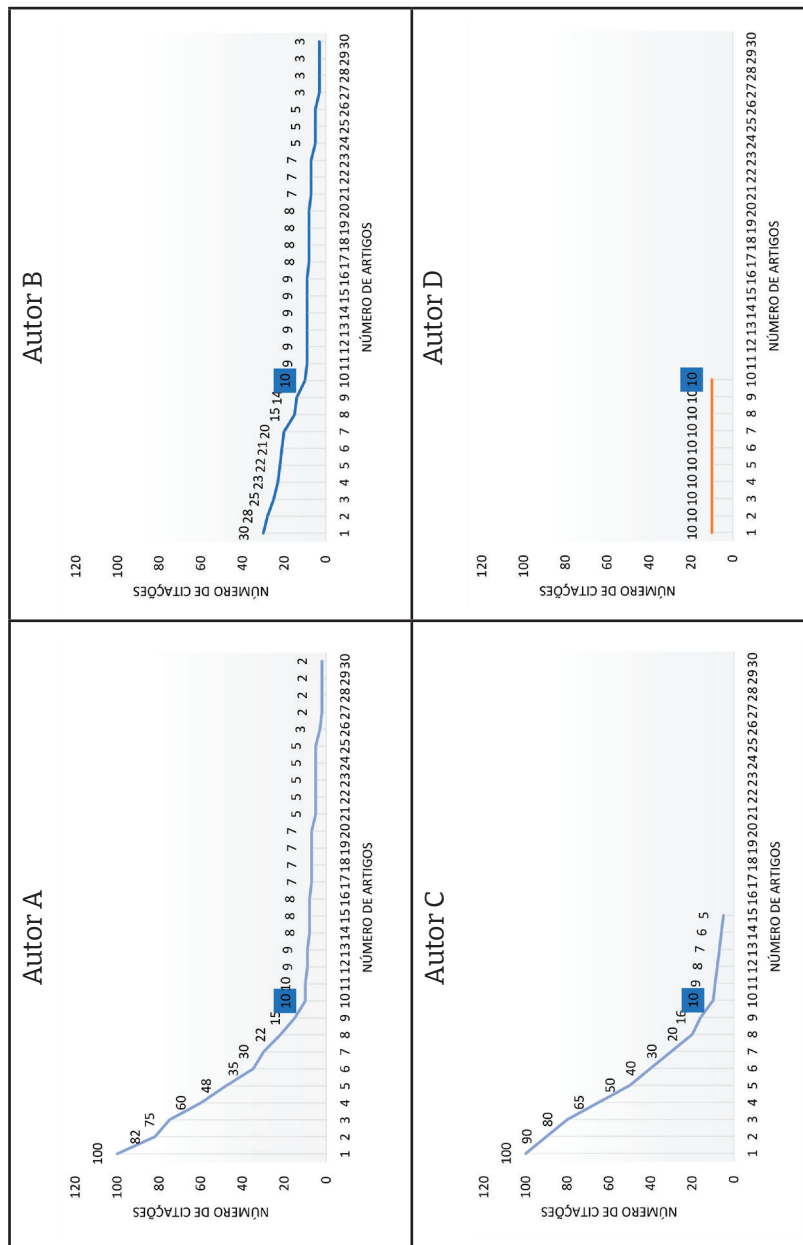 Autor A
NÚMERO DE CITAÇÕES
120
100
80
60
40
20
0
100 82 75 60 48 35 30 22 15 10 10 9 9 8 8 8 7 7 7 7 5 5 5 5 5 3 2 2 2 2
1 2 3 4 5 6 7 8 9 10 11 12 13 14 15 16 17 18 19 20 21 22 23 24 25 26 27 28 29 30
NÚMERO DE ARTIGOS
Autor B
NÚMERO DE CITAÇÕES
120
100
80
60
40
20
0
30 28 25 23 22 21 20 15 14 10 9 9 9 9 9 9 8 8 8 8 7 7 7 5 5 5 3 3 3 3
1 2 3 4 5 6 7 8 9 10 11 12 13 14 15 16 17 18 19 20 21 22 23 24 25 26 27 28 29 30
NÚMERO DE ARTIGOS
Autor C
NÚMERO DE CITAÇÕES
120
100
80
60
40
20
0
100 90 80 65 50 40 30 20 16 10 9 8 7 6 5
1 2 3 4 5 6 7 8 9 10 11 12 13 14 15 16 17 18 19 20 21 22 23 24 25 26 27 28 29 30
NÚMERO DE ARTIGOS
Autor D
NÚMERO DE CITAÇÕES
120
100
80
60
40
20
0
10 10 10 10 10 10 10 10 10 10
1 2 3 4 5 6 7 8 9 10 11 12 13 14 15 16 17 18 19 20 21 22 23 24 25 26 27 28 29 30
NÚMERO DE ARTIGOS